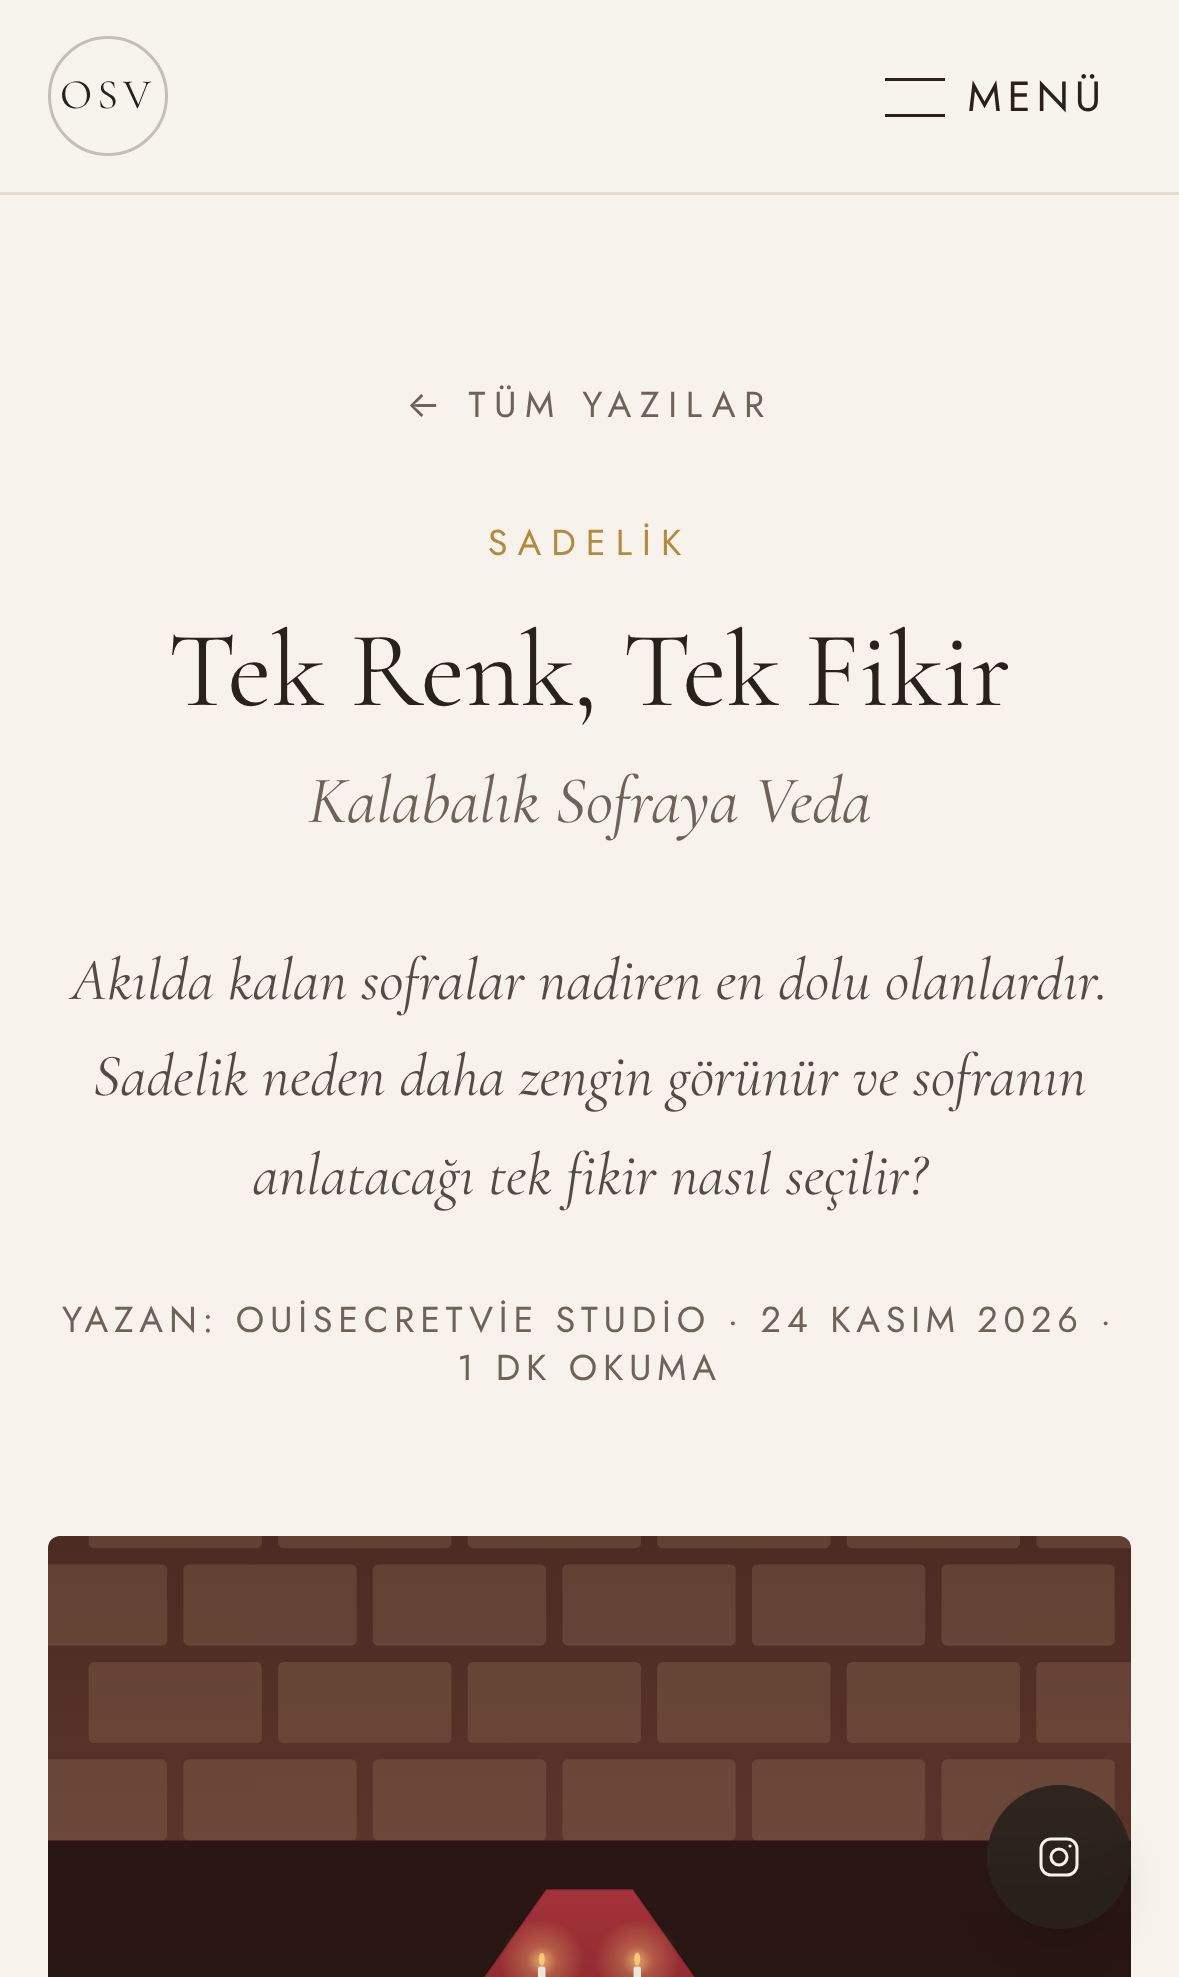 OSV
MENÜ
← TÜM YAZILAR
SADELİK
Tek Renk, Tek Fikir
Kalabalık Sofraya Veda
Akılda kalan sofralar nadiren en dolu olanlardır.
Sadelik neden daha zengin görünür ve sofranın
anlatacağı tek fikir nasıl seçilir?
YAZAN: OUİSECRETVİE STUDİO · 24 KASIM 2026 ·
1 DK OKUMA